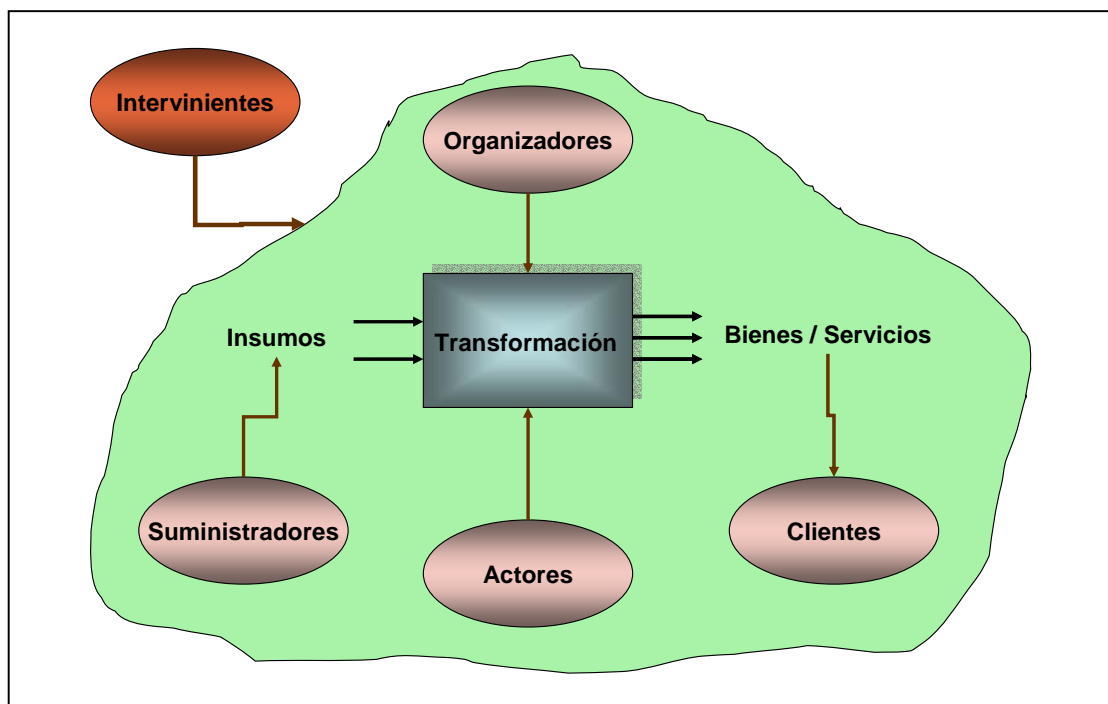 Intervinientes
Organizadores
Insumos
Transformación
Bienes / Servicios
Suministradores
Actores
Clientes